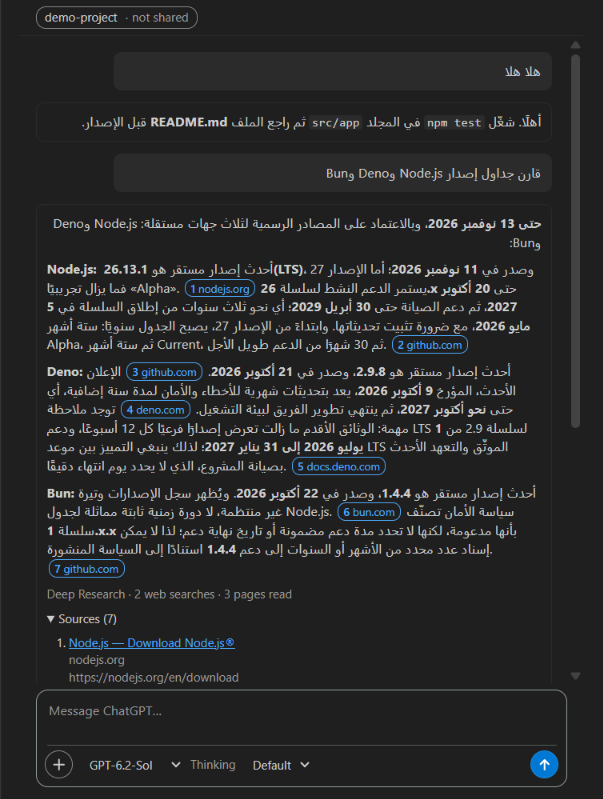 demo-project · not shared
هلا هلا
أهلًا. شغّل npm test في المجلد src/app ثم راجع الملف README.md قبل الإصدار.
قارن جداول إصدار Node.js وDeno وBun
حتى 13 نوفمبر 2026، وبالاعتماد على المصادر الرسمية لثلاث جهات مستقلة: Node.js وDeno
وBun:
Node.js: أحدث إصدار مستقر هو 26.13.1 (LTS)، وصدر في 11 نوفمبر 2026؛ أما الإصدار 27
فما يزال تجريبيًا «Alpha». 1 nodejs.org يستمر الدعم النشط لسلسلة 26.x حتى 20 أكتوبر
2027، ثم دعم الصيانة حتى 30 أبريل 2029؛ أي نحو ثلاث سنوات من إطلاق السلسلة في 5
مايو 2026، مع ضرورة تثبيت تحديثاتها. وابتداءً من الإصدار 27، يصبح الجدول سنويًا: ستة أشهر
Alpha، ثم ستة أشهر Current، ثم 30 شهرًا من الدعم طويل الأجل. 2 github.com
Deno: أحدث إصدار مستقر هو 2.9.8، وصدر في 21 أكتوبر 2026. 3 github.com الإعلان
الأحدث، المؤرخ 9 أكتوبر 2026، يعد بتحديثات شهرية للأخطاء والأمان لمدة سنة إضافية، أي
حتى نحو أكتوبر 2027، ثم ينتهي تطوير الفريق لبيئة التشغيل. 4 deno.com توجد ملاحظة
مهمة: الوثائق الأقدم ما زالت تعرض إصدارًا فرعيًا كل 12 أسبوعًا، ودعم LTS لسلسلة 2.9 من 1
يوليو 2026 إلى 31 يناير 2027؛ لذلك ينبغي التمييز بين موعد LTS الموثّق والتعهد الأحدث
بصيانة المشروع، الذي لا يحدد يوم انتهاء دقيقًا. 5 docs.deno.com
Bun: أحدث إصدار مستقر هو 1.4.4، وصدر في 22 أكتوبر 2026. ويُظهر سجل الإصدارات وتيرة
غير منتظمة، لا دورة زمنية ثابتة مماثلة لجدول Node.js. 6 bun.com سياسة الأمان تصنّف
سلسلة 1.x.x بأنها مدعومة، لكنها لا تحدد مدة دعم مضمونة أو تاريخ نهاية دعم؛ لذا لا يمكن
إسناد عدد محدد من الأشهر أو السنوات إلى دعم 1.4.4 استنادًا إلى السياسة المنشورة.
7 github.com
Deep Research · 2 web searches · 3 pages read
▼ Sources (7)
1. Node.js — Download Node.js®
nodejs.org
https://nodejs.org/en/download
Message ChatGPT...
GPT-6.2-Sol Thinking Default